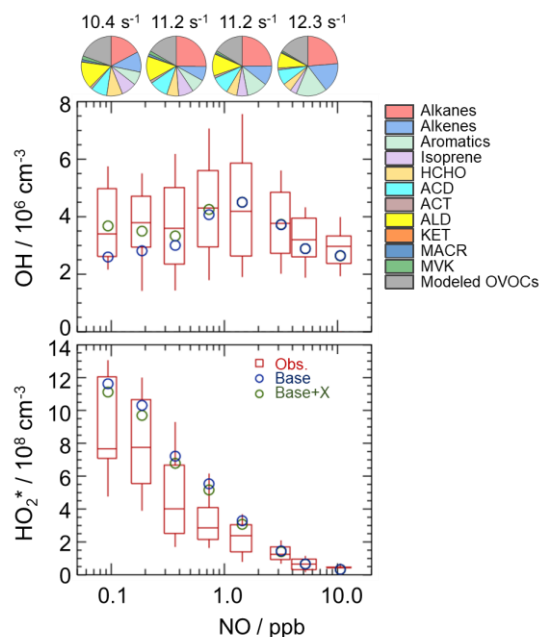 10.4 s⁻¹ 11.2 s⁻¹ 11.2 s⁻¹ 12.3 s⁻¹
Alkanes
Alkenes
Aromatics
Isoprene
HCHO
ACD
ACT
ALD
KET
MACR
MVK
Modeled OVOCs
OH / 10⁶ cm⁻³
8
6
4
2
0
HO₂* / 10⁸ cm⁻³
14
12
10
8
6
4
2
0
Obs.
Base
Base+X
0.1 1.0 10.0
NO / ppb